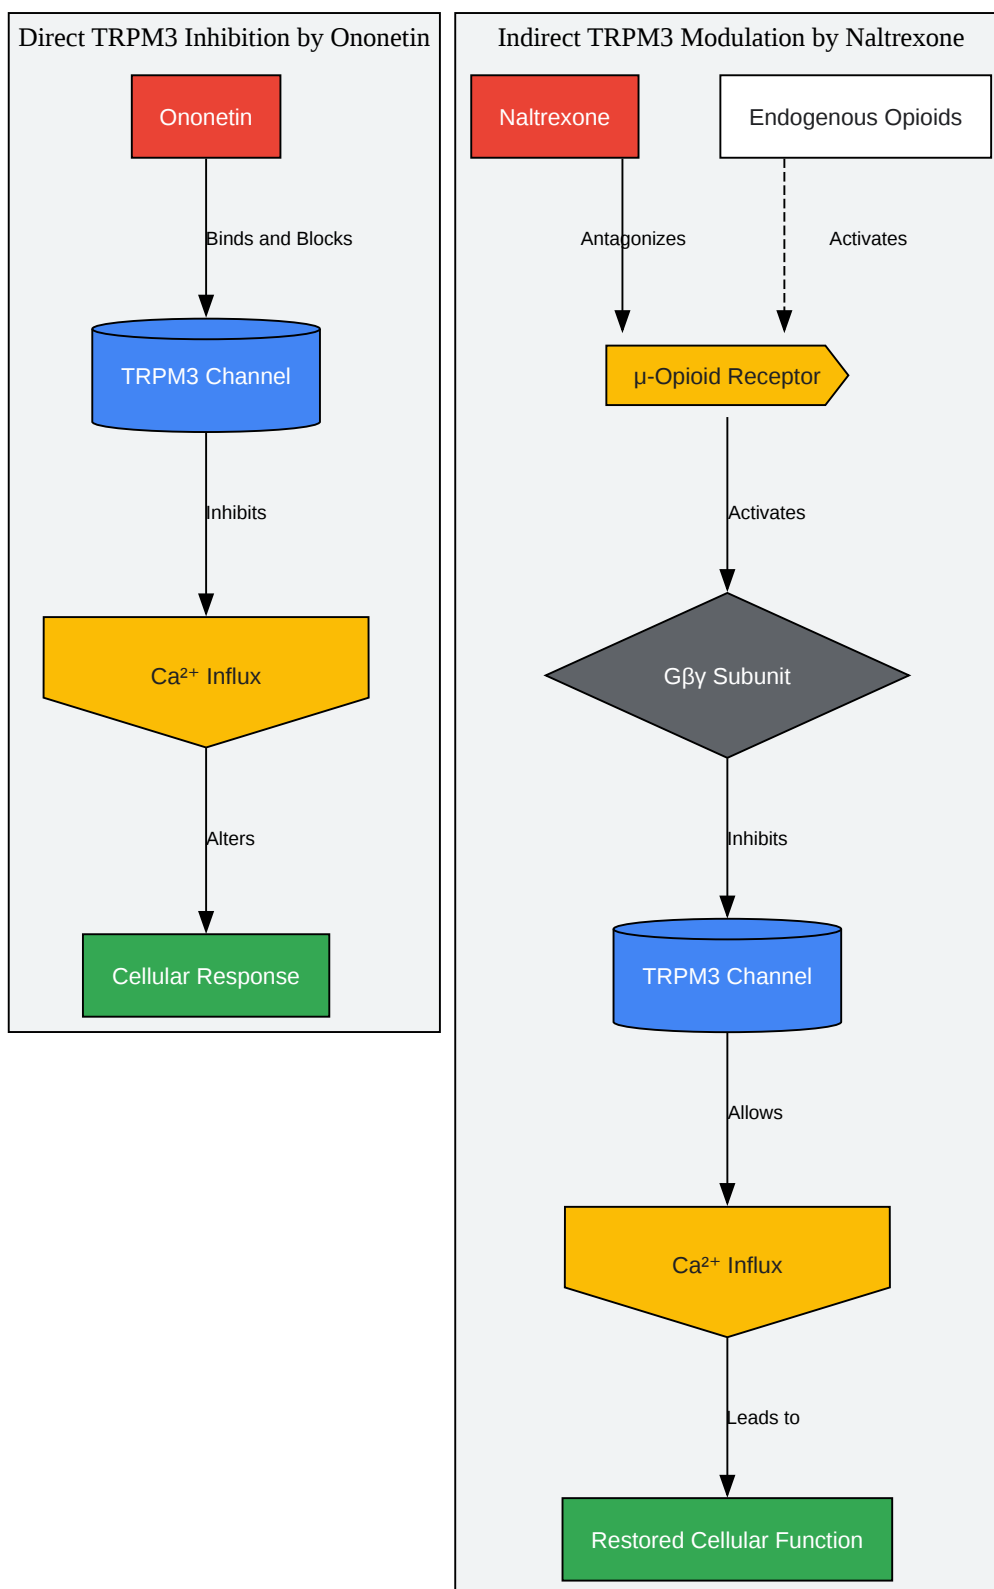 Direct TRPM3 Inhibition by Ononetin
Ononetin
Binds and Blocks
TRPM3 Channel
Inhibits
Ca²⁺ Influx
Alters
Cellular Response
Indirect TRPM3 Modulation by Naltrexone
Naltrexone
Endogenous Opioids
Antagonizes
Activates
μ-Opioid Receptor
Activates
Gβγ Subunit
Inhibits
TRPM3 Channel
Allows
Ca²⁺ Influx
Leads to
Restored Cellular Function